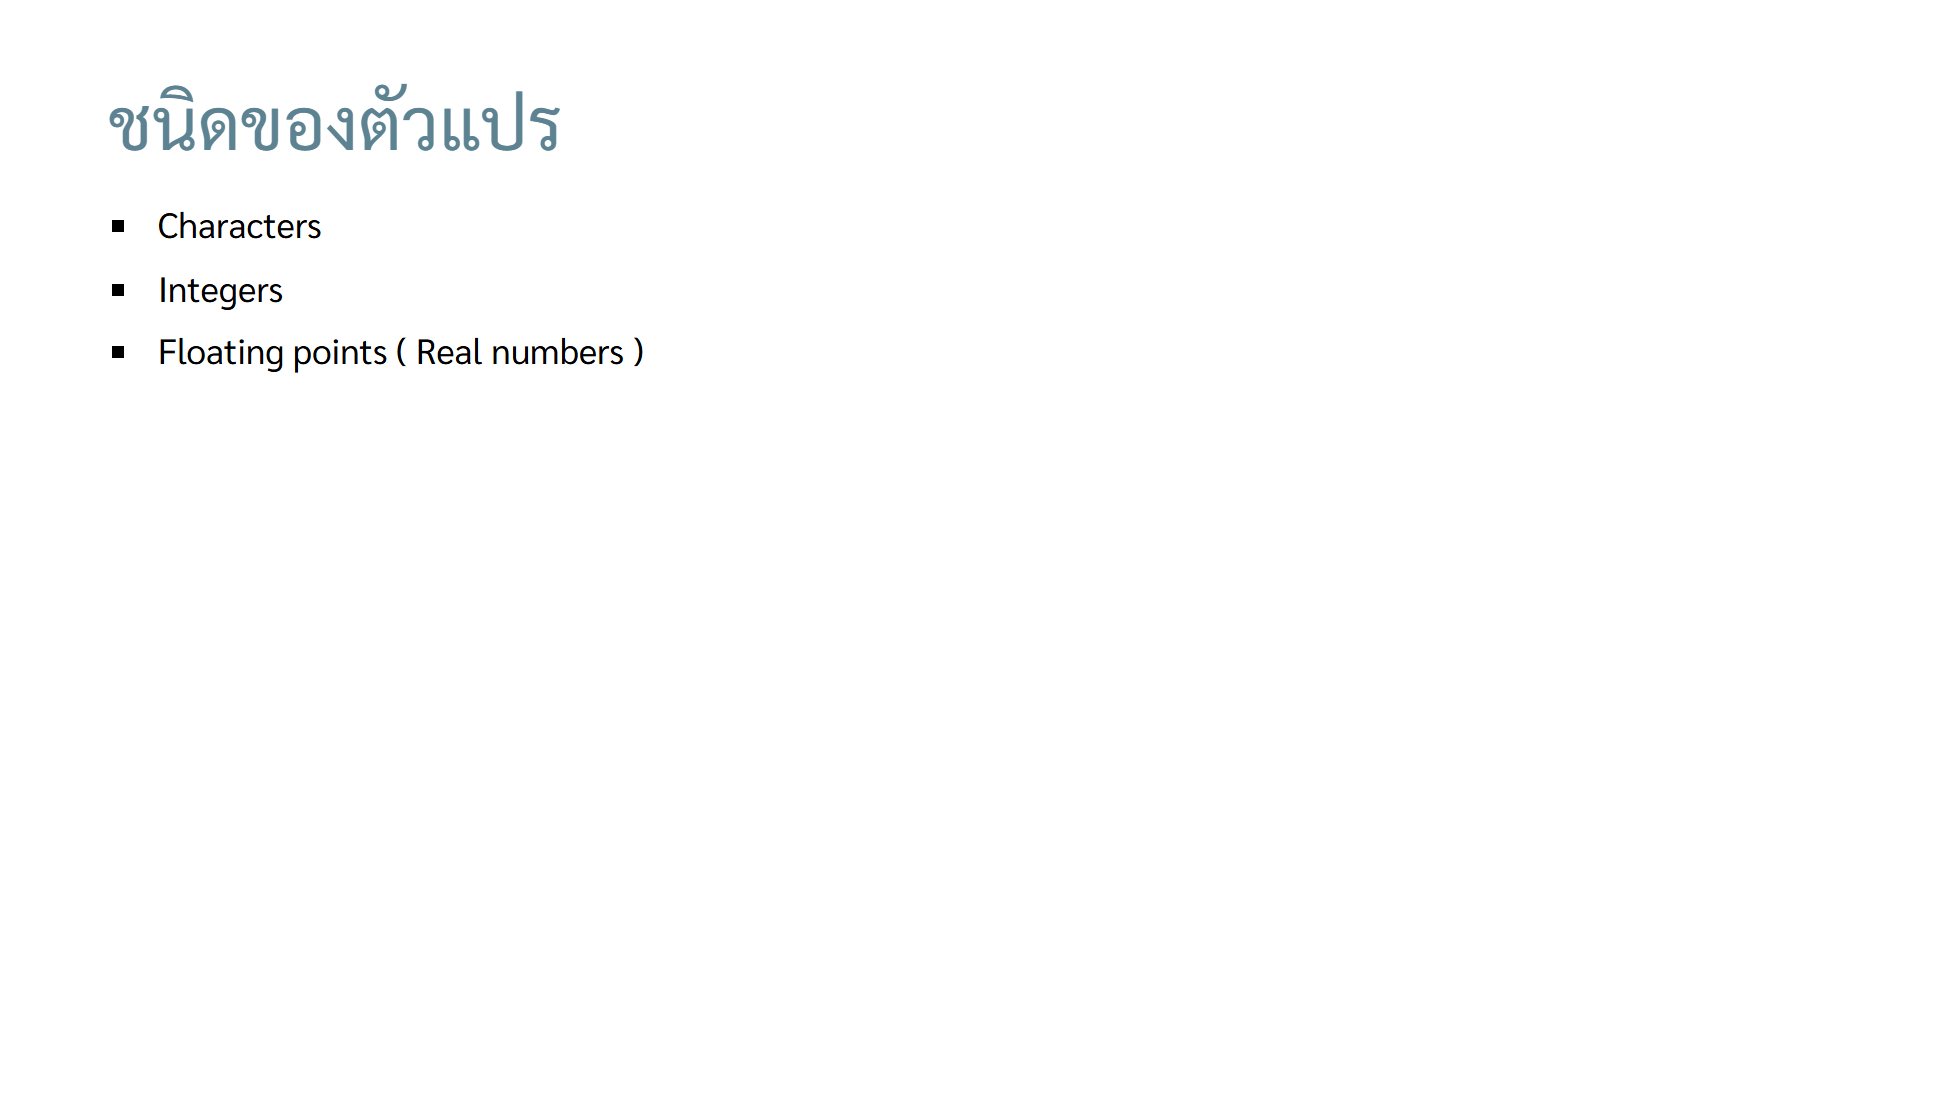 ชนิดของตัวแปร
▪ Characters
▪ Integers
▪ Floating points ( Real numbers )